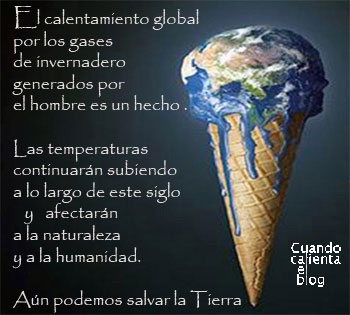 El calentamiento global
por los gases
de invernadero
generados por
el hombre es un hecho .
Las temperaturas
continuarán subiendo
a lo largo de este siglo
y afectarán
a la naturaleza
y a la humanidad.
Aún podemos salvar la Tierra
Cuando
calienta
el
blog